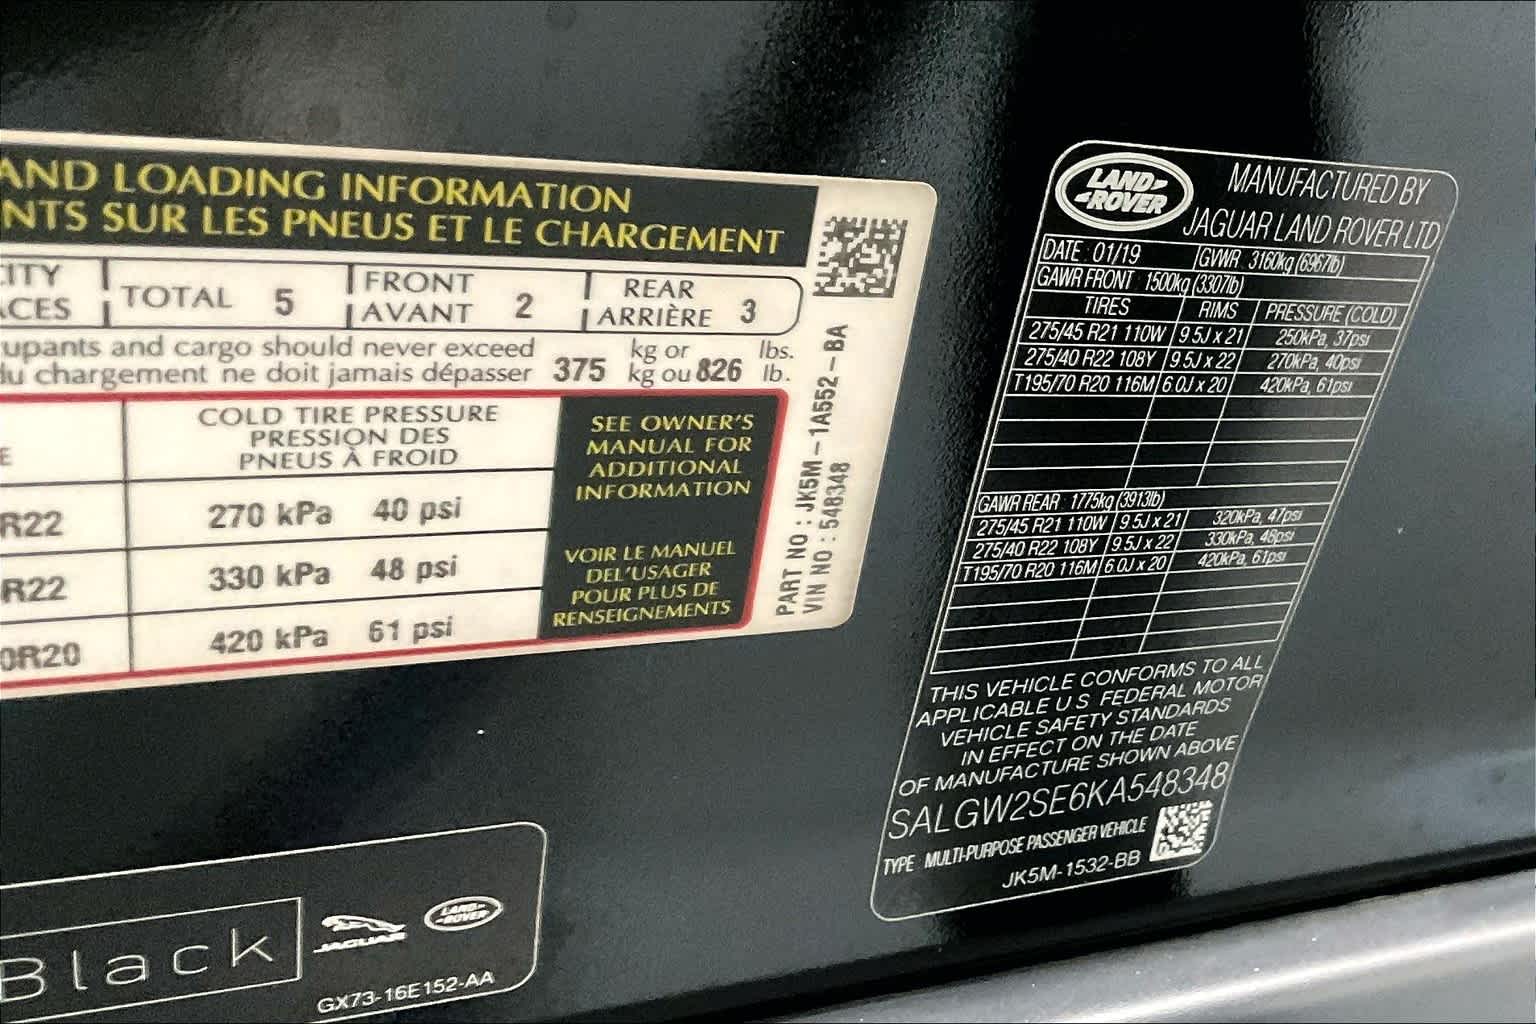 AND LOADING INFORMATION
NTS SUR LES PNEUS ET LE CHARGEMENT
CITY
ACES
TOTAL 5
FRONT
AVANT 2
REAR
ARRIÈRE 3
upants and cargo should never exceed
du chargement ne doit jamais dépasser
375 kg or
kg ou 826 lbs.
lb.
COLD TIRE PRESSURE
PRESSION DES
PNEUS À FROID
E
R22 270 kPa 40 psi
R22 330 kPa 48 psi
0R20 420 kPa 61 psi
SEE OWNER'S
MANUAL FOR
ADDITIONAL
INFORMATION
VOIR LE MANUEL
DEL'USAGER
POUR PLUS DE
RENSEIGNEMENTS
PART NO : JK5M-1A552-BA
VIN NO : 548348
Black
JAGUAR
LAND-
-ROVER
GX73-16E152-AA
LAND-
-ROVER
MANUFACTURED BY
JAGUAR LAND ROVER LTD
DATE 01/19 GVWR 3160kg (6967lb)
GAWR FRONT 1500kg (3307lb)
TIRES RIMS PRESSURE (COLD)
275/45 R21 110W 9.5J x 21 250kPa, 37psi
275/40 R22 108Y 9.5J x 22 270kPa, 40psi
T195/70 R20 116M 6.0J x 20 420kPa, 61psi
GAWR REAR 1775kg (3913lb)
275/45 R21 110W 9.5J x 21 320kPa, 47psi
275/40 R22 108Y 9.5J x 22 330kPa, 48psi
T195/70 R20 116M 6.0J x 20 420kPa, 61psi
THIS VEHICLE CONFORMS TO ALL
APPLICABLE U S FEDERAL MOTOR
VEHICLE SAFETY STANDARDS
IN EFFECT ON THE DATE
OF MANUFACTURE SHOWN ABOVE
SALGW2SE6KA548348
TYPE MULTI-PURPOSE PASSENGER VEHICLE
JK5M-1532-BB